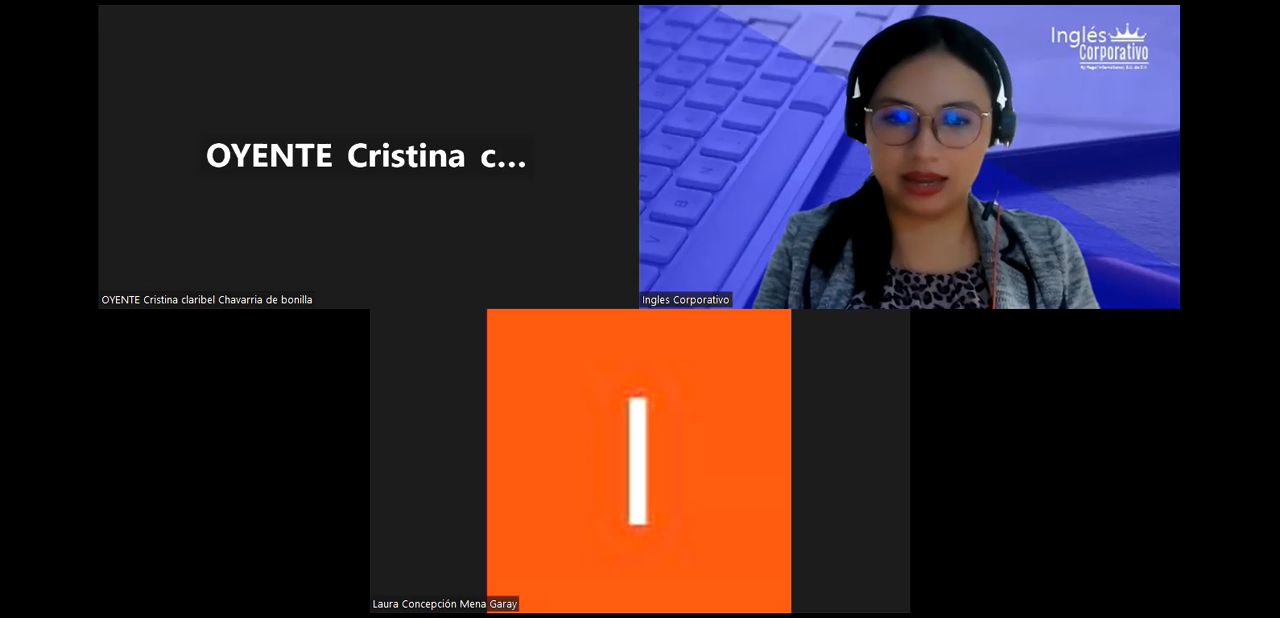 OYENTE Cristina c...
OYENTE Cristina claribel Chavarria de bonilla
Inglés
Corporativo
Ingles Corporativo
I
Laura Concepción Mena Garay